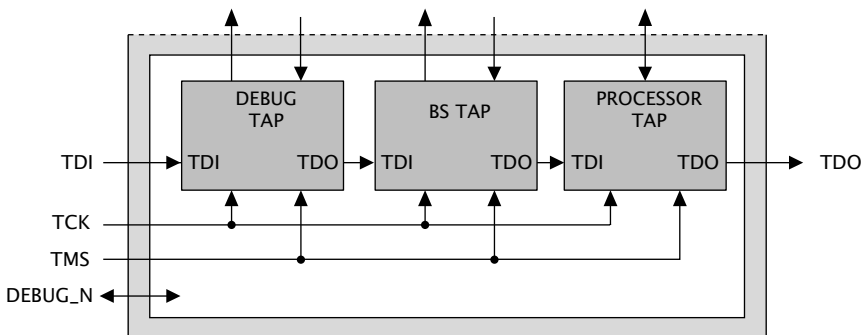 DEBUG
TAP
BS TAP
PROCESSOR
TAP
TDI
TDI
TDO
TDI
TDO
TDI
TDO
TDO
TCK
TMS
DEBUG_N